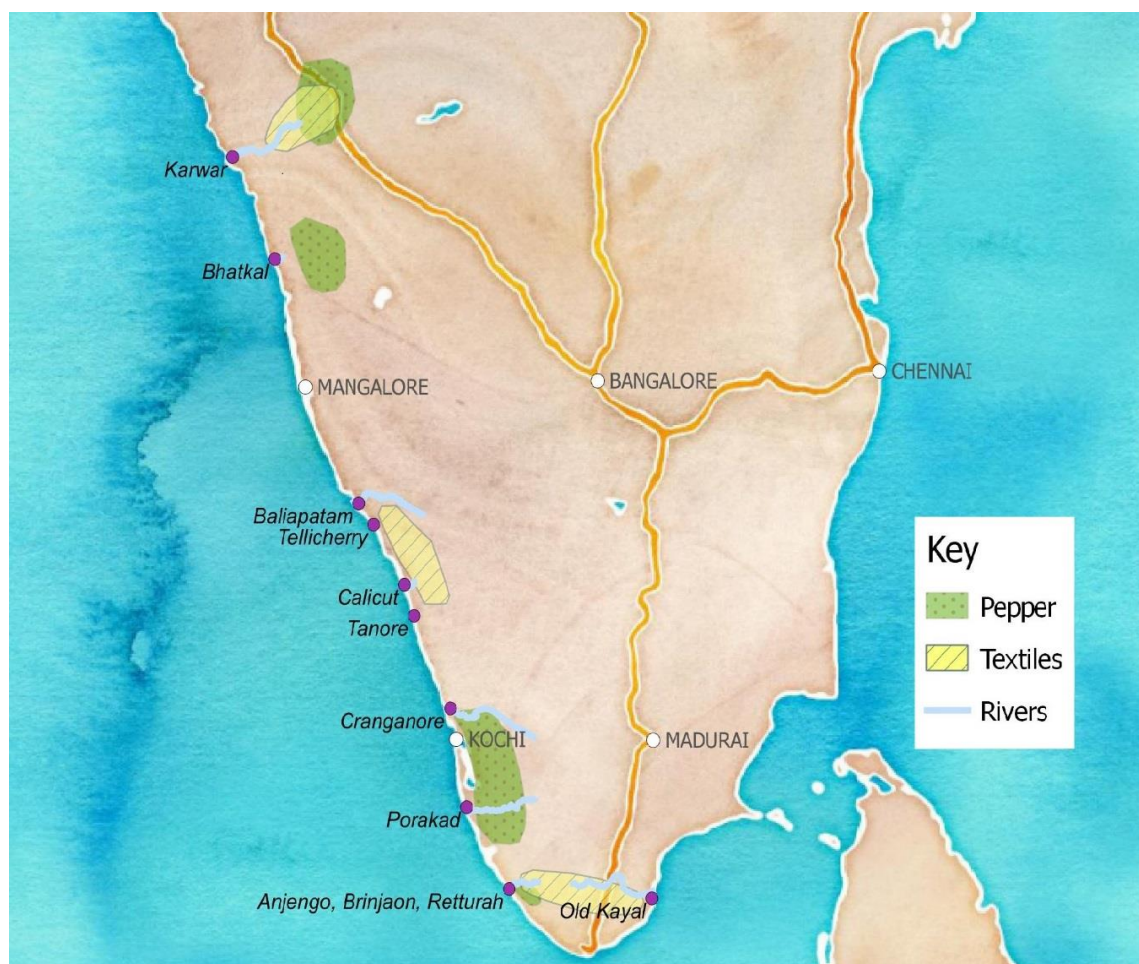 Karwar
Bhatkal
MANGALORE
BANGALORE
CHENNAI
Baliapatam
Tellicherry
Calicut
Tanore
Cranganore
KOCHI
MADURAI
Porakad
Anjengo, Brinjaon, Retturah
Old Kayal
Key
Pepper
Textiles
Rivers